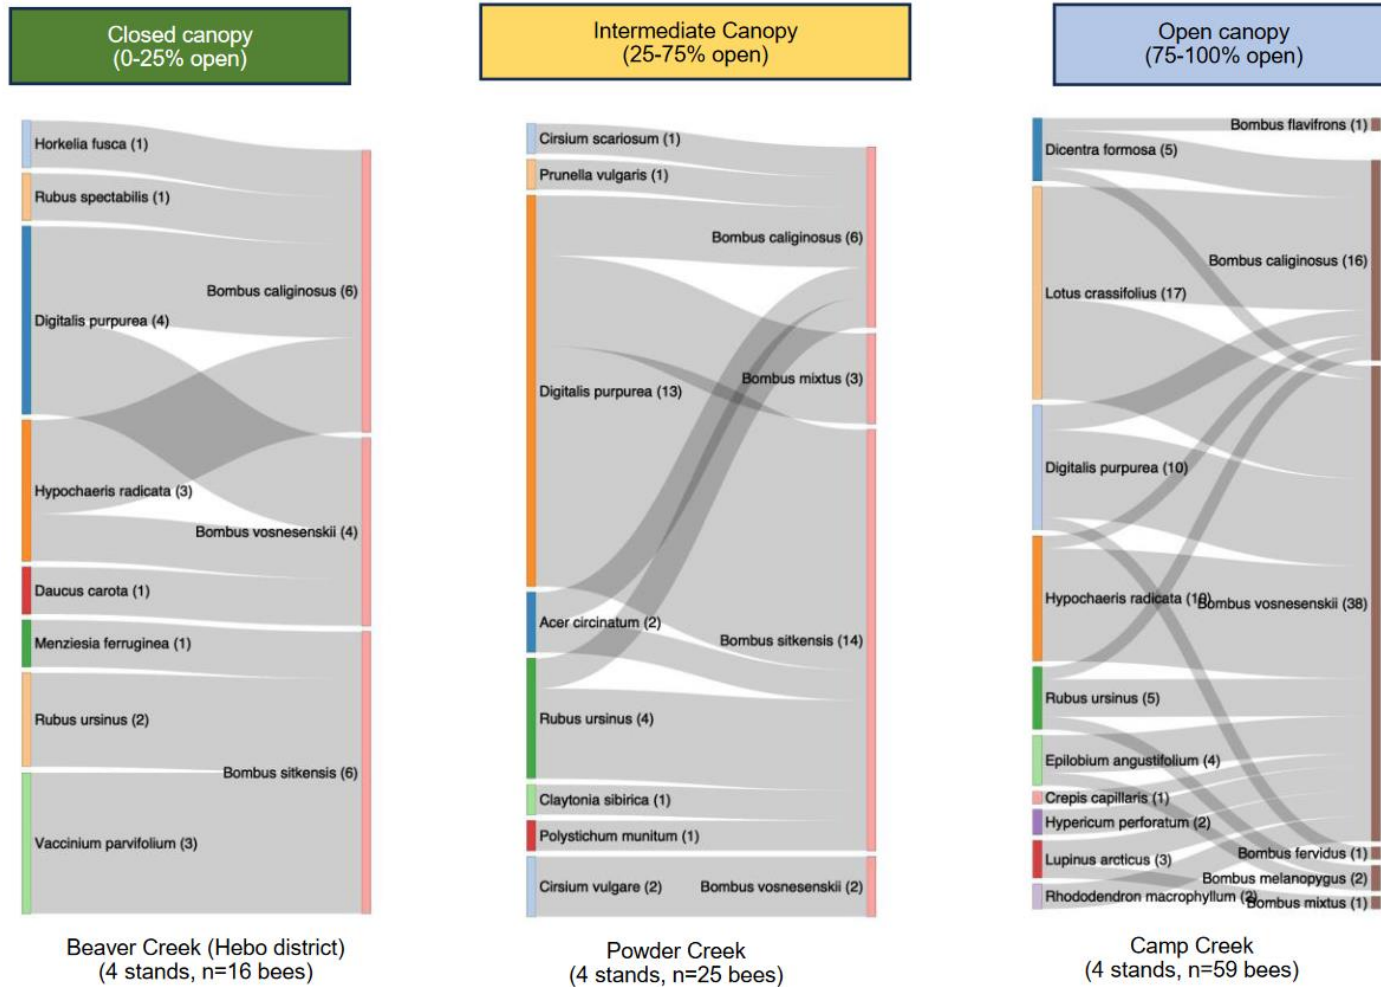 Closed canopy
(0-25% open)
Horkelia fusca (1)
Rubus spectabilis (1)
Digitalis purpurea (4)
Hypochaeris radicata (3)
Daucus carota (1)
Menziesia ferruginea (1)
Rubus ursinus (2)
Vaccinium parvifolium (3)
Bombus caliginosus (6)
Bombus vosnesenskii (4)
Bombus sitkensis (6)
Beaver Creek (Hebo district)
(4 stands, n=16 bees)
Intermediate Canopy
(25-75% open)
Cirsium scariosum (1)
Prunella vulgaris (1)
Digitalis purpurea (13)
Acer circinatum (2)
Rubus ursinus (4)
Claytonia sibirica (1)
Polystichum munitum (1)
Cirsium vulgare (2)
Bombus caliginosus (6)
Bombus mixtus (3)
Bombus sitkensis (14)
Bombus vosnesenskii (2)
Powder Creek
(4 stands, n=25 bees)
Open canopy
(75-100% open)
Dicentra formosa (5)
Lotus crassifolius (17)
Digitalis purpurea (10)
Hypochaeris radicata (10)
Rubus ursinus (5)
Epilobium angustifolium (4)
Crepis capillaris (1)
Hypericum perforatum (2)
Lupinus arcticus (3)
Rhododendron macrophyllum (2)
Bombus flavifrons (1)
Bombus caliginosus (16)
Bombus vosnesenskii (38)
Bombus fervidus (1)
Bombus melanopygus (2)
Bombus mixtus (1)
Camp Creek
(4 stands, n=59 bees)